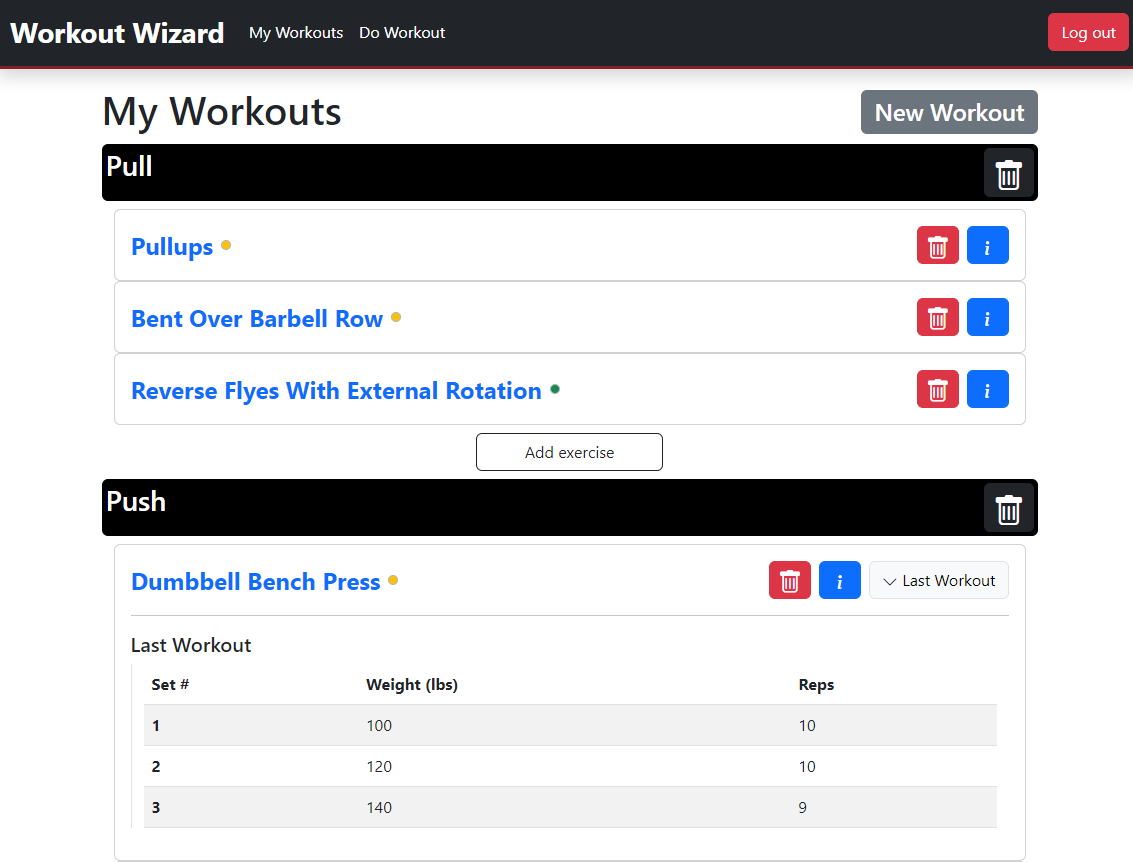 Workout Wizard My Workouts Do Workout Log out
My Workouts New Workout
Pull
Pullups i
Bent Over Barbell Row i
Reverse Flyes With External Rotation i
Add exercise
Push
Dumbbell Bench Press i Last Workout
Last Workout
Set # Weight (lbs) Reps
1 100 10
2 120 10
3 140 9